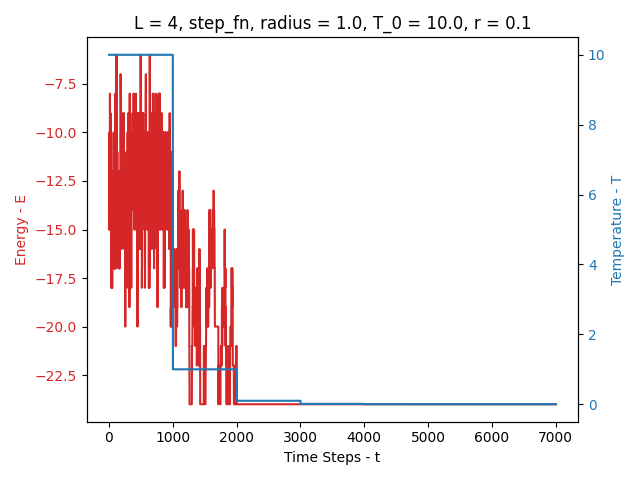 L = 4, step_fn, radius = 1.0, T_0 = 10.0, r = 0.1
−7.5
−10.0
−12.5
−15.0
−17.5
−20.0
−22.5
Energy - E
10
8
6
4
2
0
Temperature - T
0 1000 2000 3000 4000 5000 6000 7000
Time Steps - t